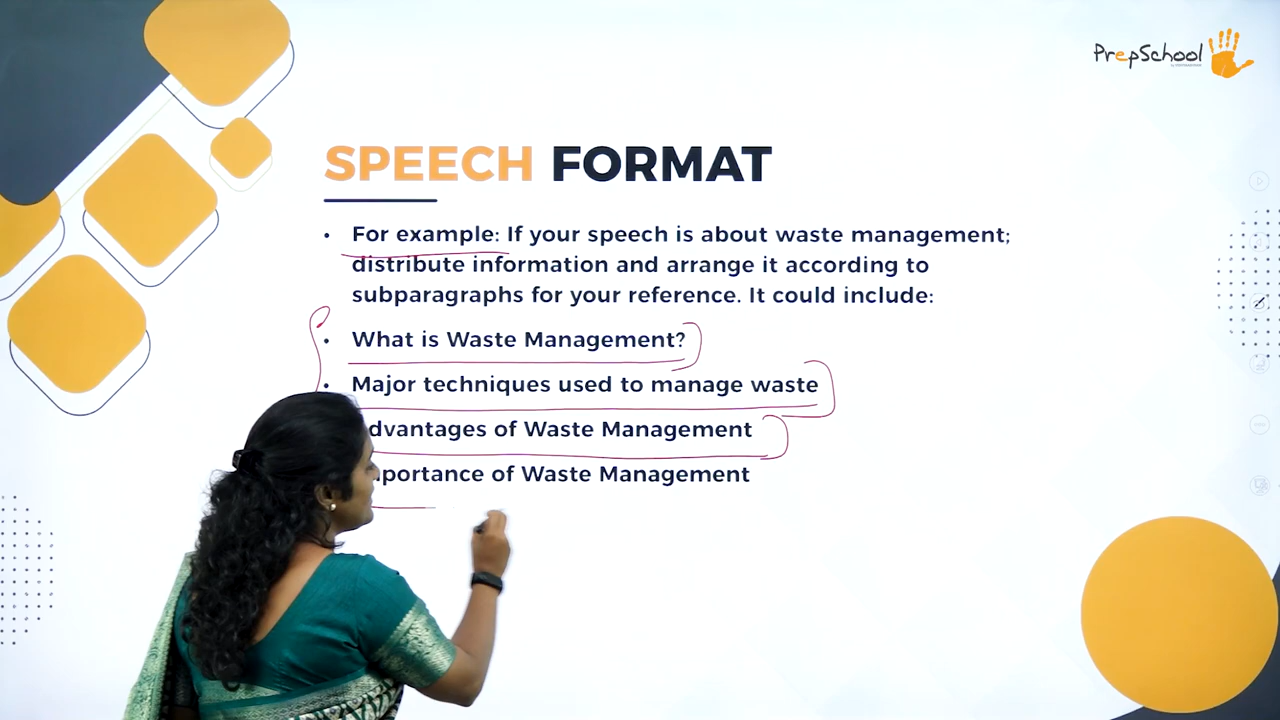 PrepSchool
SPEECH FORMAT
• For example: If your speech is about waste management;
distribute information and arrange it according to
subparagraphs for your reference. It could include:
• What is Waste Management?
• Major techniques used to manage waste
dvantages of Waste Management
portance of Waste Management